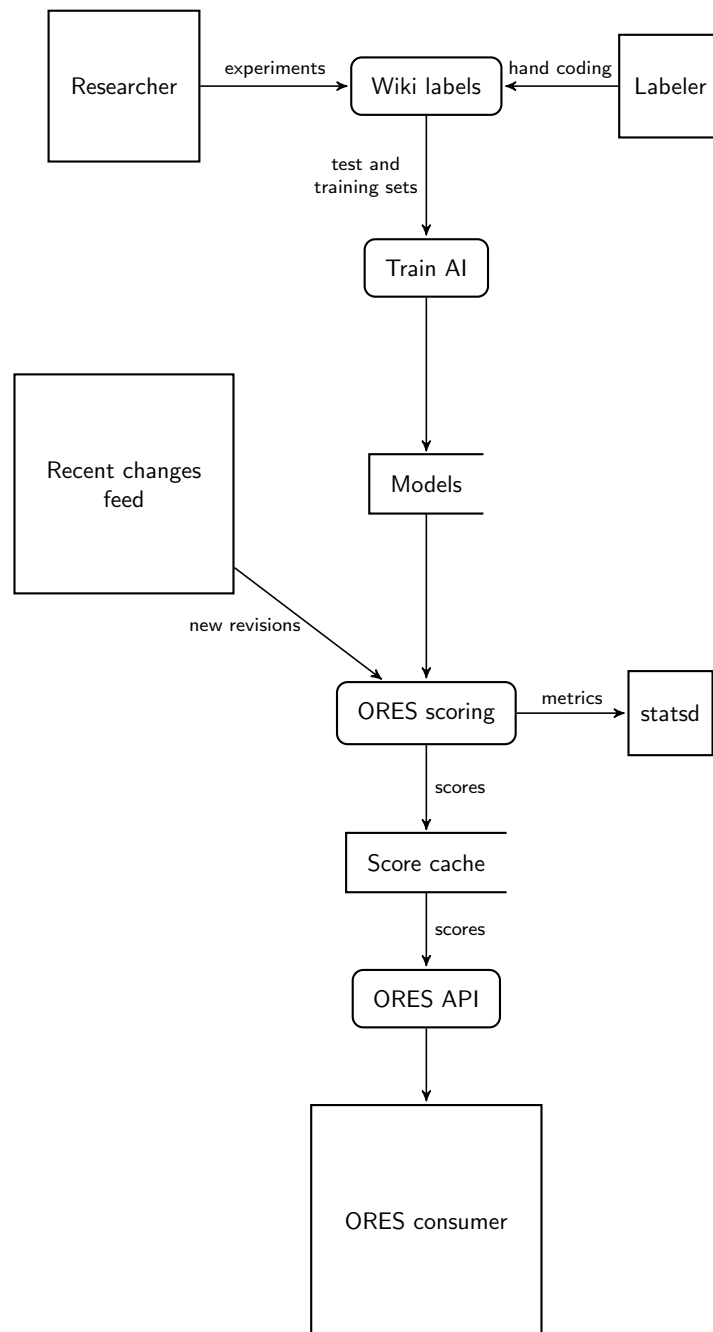 Researcher
experiments
Wiki labels
hand coding
Labeler
test and
training sets
Train AI
Recent changes
feed
Models
new revisions
ORES scoring
metrics
statsd
scores
Score cache
scores
ORES API
ORES consumer